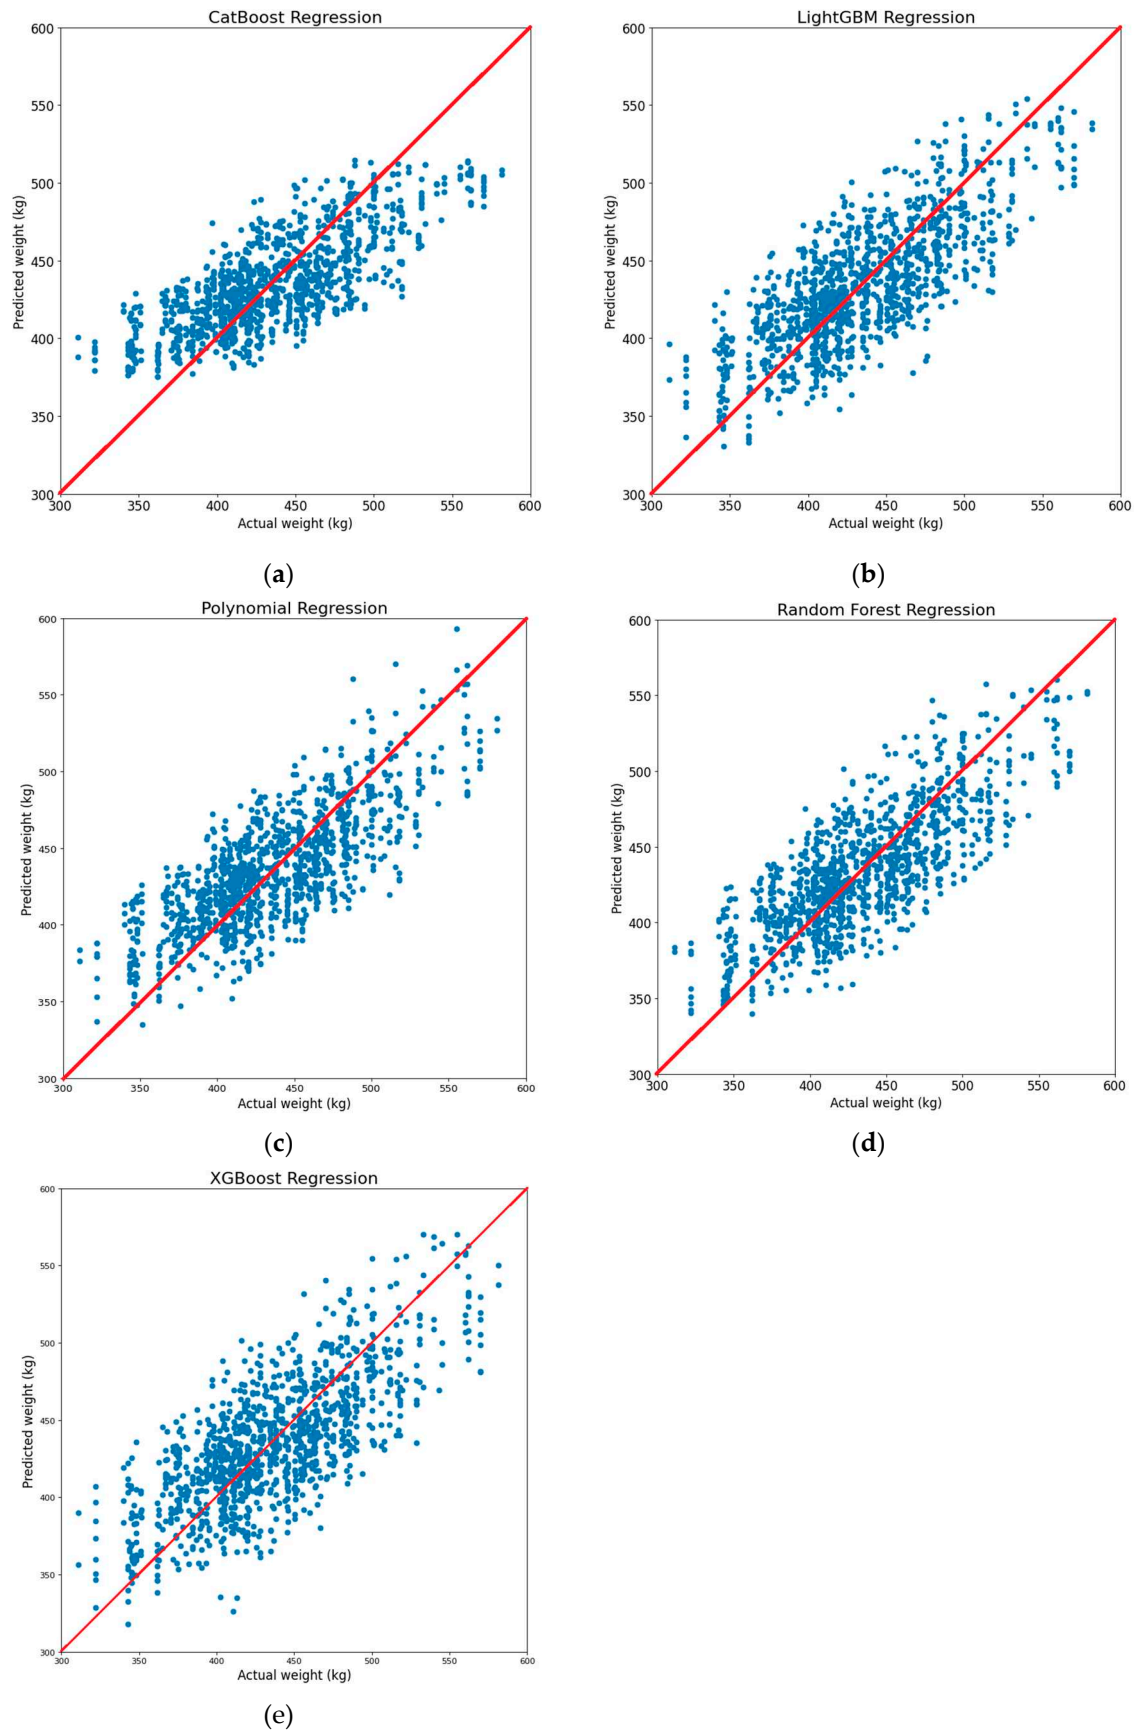 CatBoost Regression
600
550
500
450
400
350
300
Predicted weight (kg)
300 350 400 450 500 550 600
Actual weight (kg)
(a)
LightGBM Regression
600
550
500
450
400
350
300
Predicted weight (kg)
300 350 400 450 500 550 600
Actual weight (kg)
(b)
Polynomial Regression
600
550
500
450
400
350
300
Predicted weight (kg)
300 350 400 450 500 550 600
Actual weight (kg)
(c)
Random Forest Regression
600
550
500
450
400
350
300
Predicted weight (kg)
300 350 400 450 500 550 600
Actual weight (kg)
(d)
XGBoost Regression
600
550
500
450
400
350
300
Predicted weight (kg)
300 350 400 450 500 550 600
Actual weight (kg)
(e)